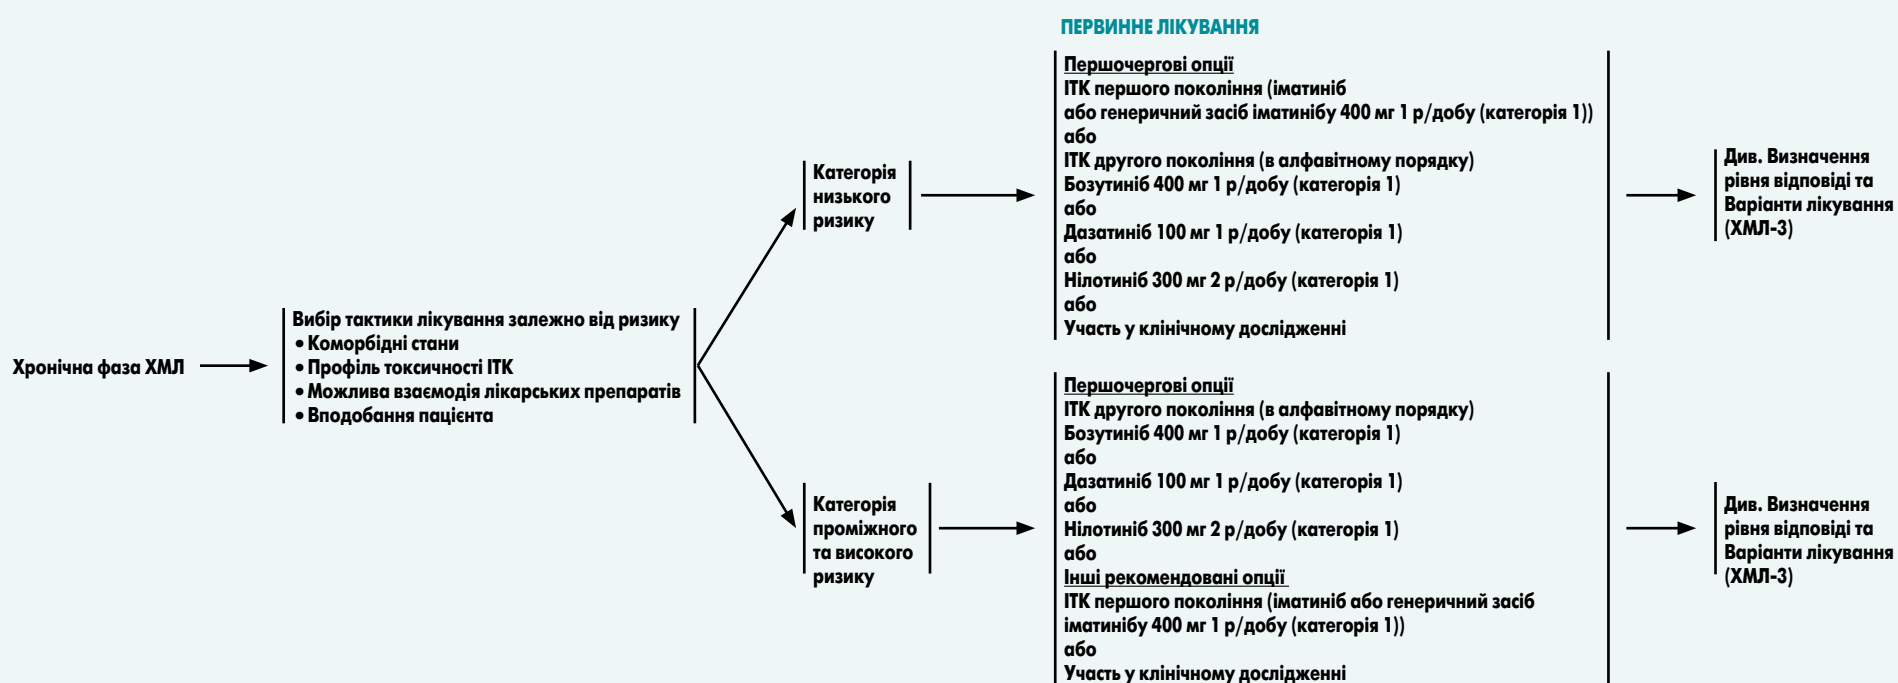 ПЕРВИННЕ ЛІКУВАННЯ
Хронічна фаза ХМЛ
Вибір тактики лікування залежно від ризику
• Коморбідні стани
• Профіль токсичності ІТК
• Можлива взаємодія лікарських препаратів
• Вподобання пацієнта
Категорія
низького
ризику
Першочергові опції
ІТК першого покоління (іматиніб
або генеричний засіб іматинібу 400 мг 1 р/добу (категорія 1))
або
ІТК другого покоління (в алфавітному порядку)
Бозутиніб 400 мг 1 р/добу (категорія 1)
або
Дазатиніб 100 мг 1 р/добу (категорія 1)
або
Нілотиніб 300 мг 2 р/добу (категорія 1)
або
Участь у клінічному дослідженні
Див. Визначення
рівня відповіді та
Варіанти лікування
(ХМЛ-3)
Категорія
проміжного
та високого
ризику
Першочергові опції
ІТК другого покоління (в алфавітному порядку)
Бозутиніб 400 мг 1 р/добу (категорія 1)
або
Дазатиніб 100 мг 1 р/добу (категорія 1)
або
Нілотиніб 300 мг 2 р/добу (категорія 1)
або
Інші рекомендовані опції
ІТК першого покоління (іматиніб або генеричний засіб
іматинібу 400 мг 1 р/добу (категорія 1))
або
Участь у клінічному дослідженні
Див. Визначення
рівня відповіді та
Варіанти лікування
(ХМЛ-3)